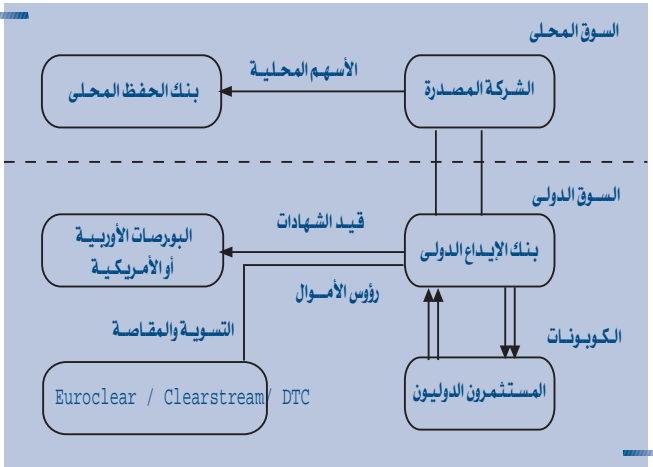 السوق المحلى
الشركة المصدرة
الأسهم المحلية
بنك الحفظ المحلى
السوق الدولى
بنك الإيداع الدولى
قيد الشهادات
البورصات الأوربية
أو الأمريكية
رؤوس الأموال
التسوية والمقاصة
الكوبونات
المستثمرون الدوليون
Euroclear / Clearstream/ DTC